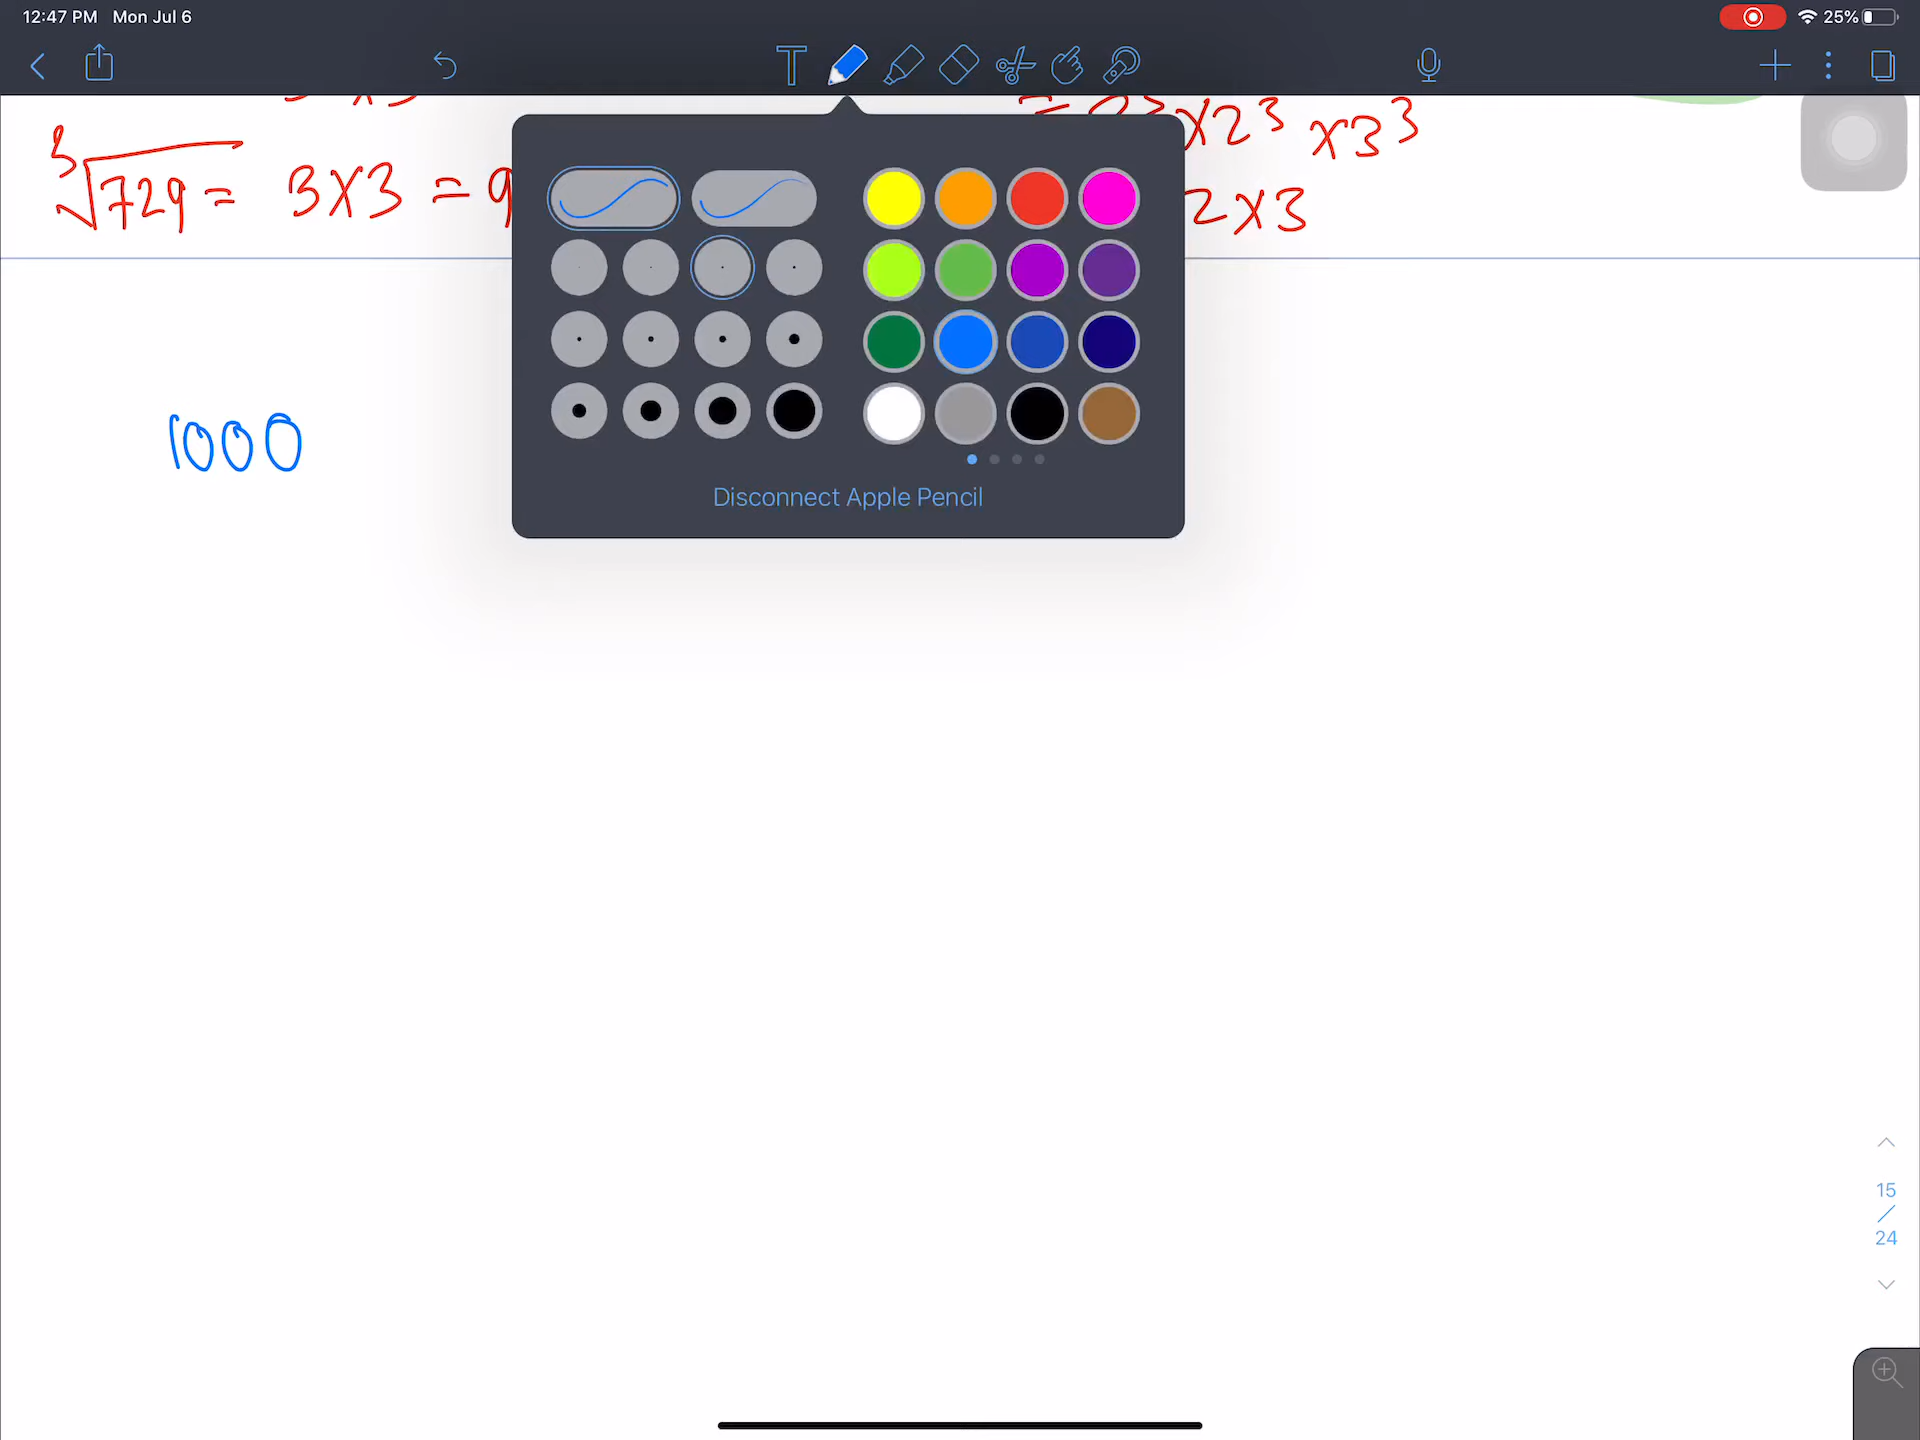 12:47 PM Mon Jul 6
25%
x2³ x3³
∛729 = 3x3 = 9
2x3
1000
Disconnect Apple Pencil
15
/
24